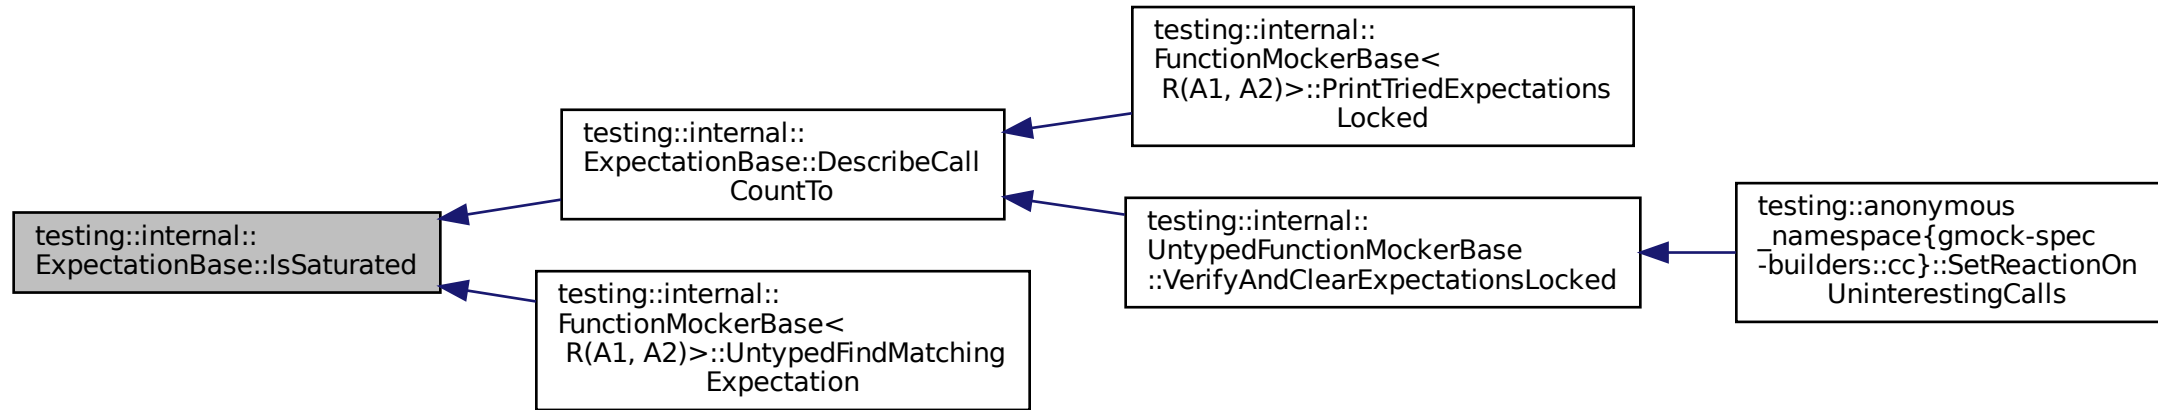 testing::internal::
ExpectationBase::IsSaturated
testing::internal::
ExpectationBase::DescribeCall
CountTo
testing::internal::
FunctionMockerBase<
R(A1, A2)>::UntypedFindMatching
Expectation
testing::internal::
FunctionMockerBase<
R(A1, A2)>::PrintTriedExpectations
Locked
testing::internal::
UntypedFunctionMockerBase
::VerifyAndClearExpectationsLocked
testing::anonymous
_namespace{gmock-spec
-builders::cc}::SetReactionOn
UninterestingCalls